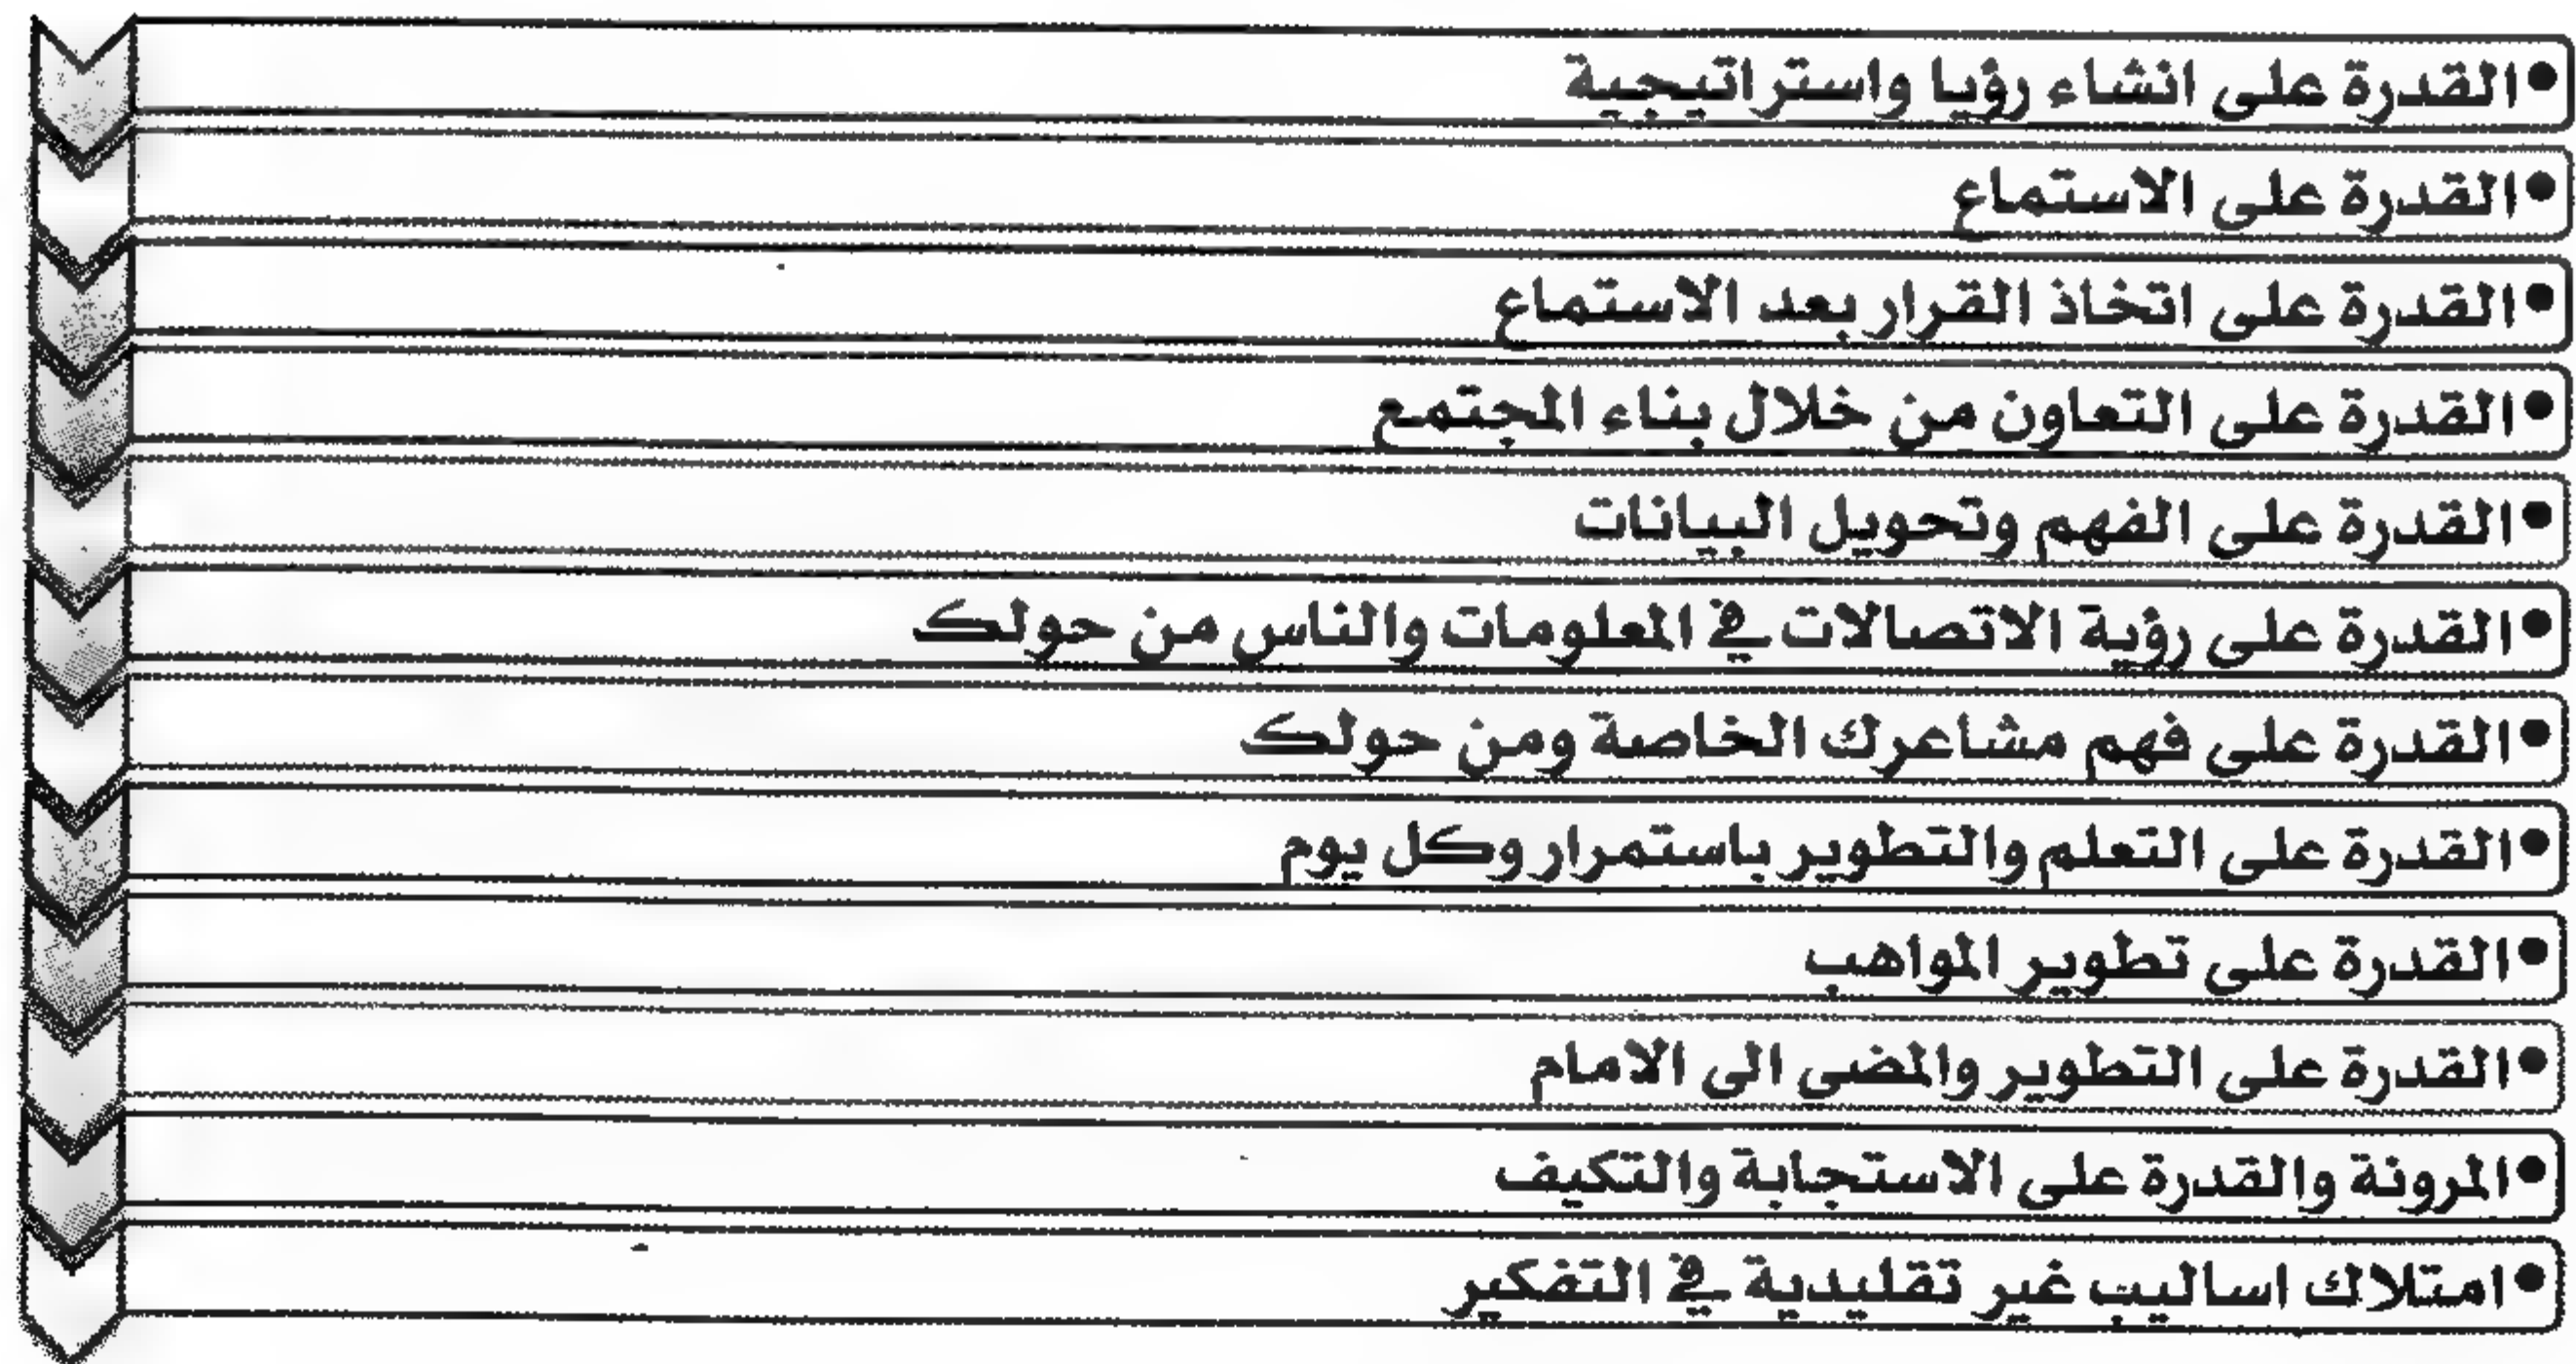 •القدرة على انشاء رؤيا واستراتيجية
•القدرة على الاستماع
•القدرة على اتخاذ القرار بعد الاستماع
•القدرة على التعاون من خلال بناء المجتمع
•القدرة على الفهم وتحويل البيانات
•القدرة على رؤية الاتصالات في المعلومات والناس من حولك
•القدرة على فهم مشاعرك الخاصة ومن حولك
•القدرة على التعلم والتطوير باستمرار وكل يوم
•القدرة على تطوير المواهب
•القدرة على التطوير والمضى الى الامام
•المرونة والقدرة على الاستجابة والتكيف
•امتلاك اساليب غير تقليدية في التفكير